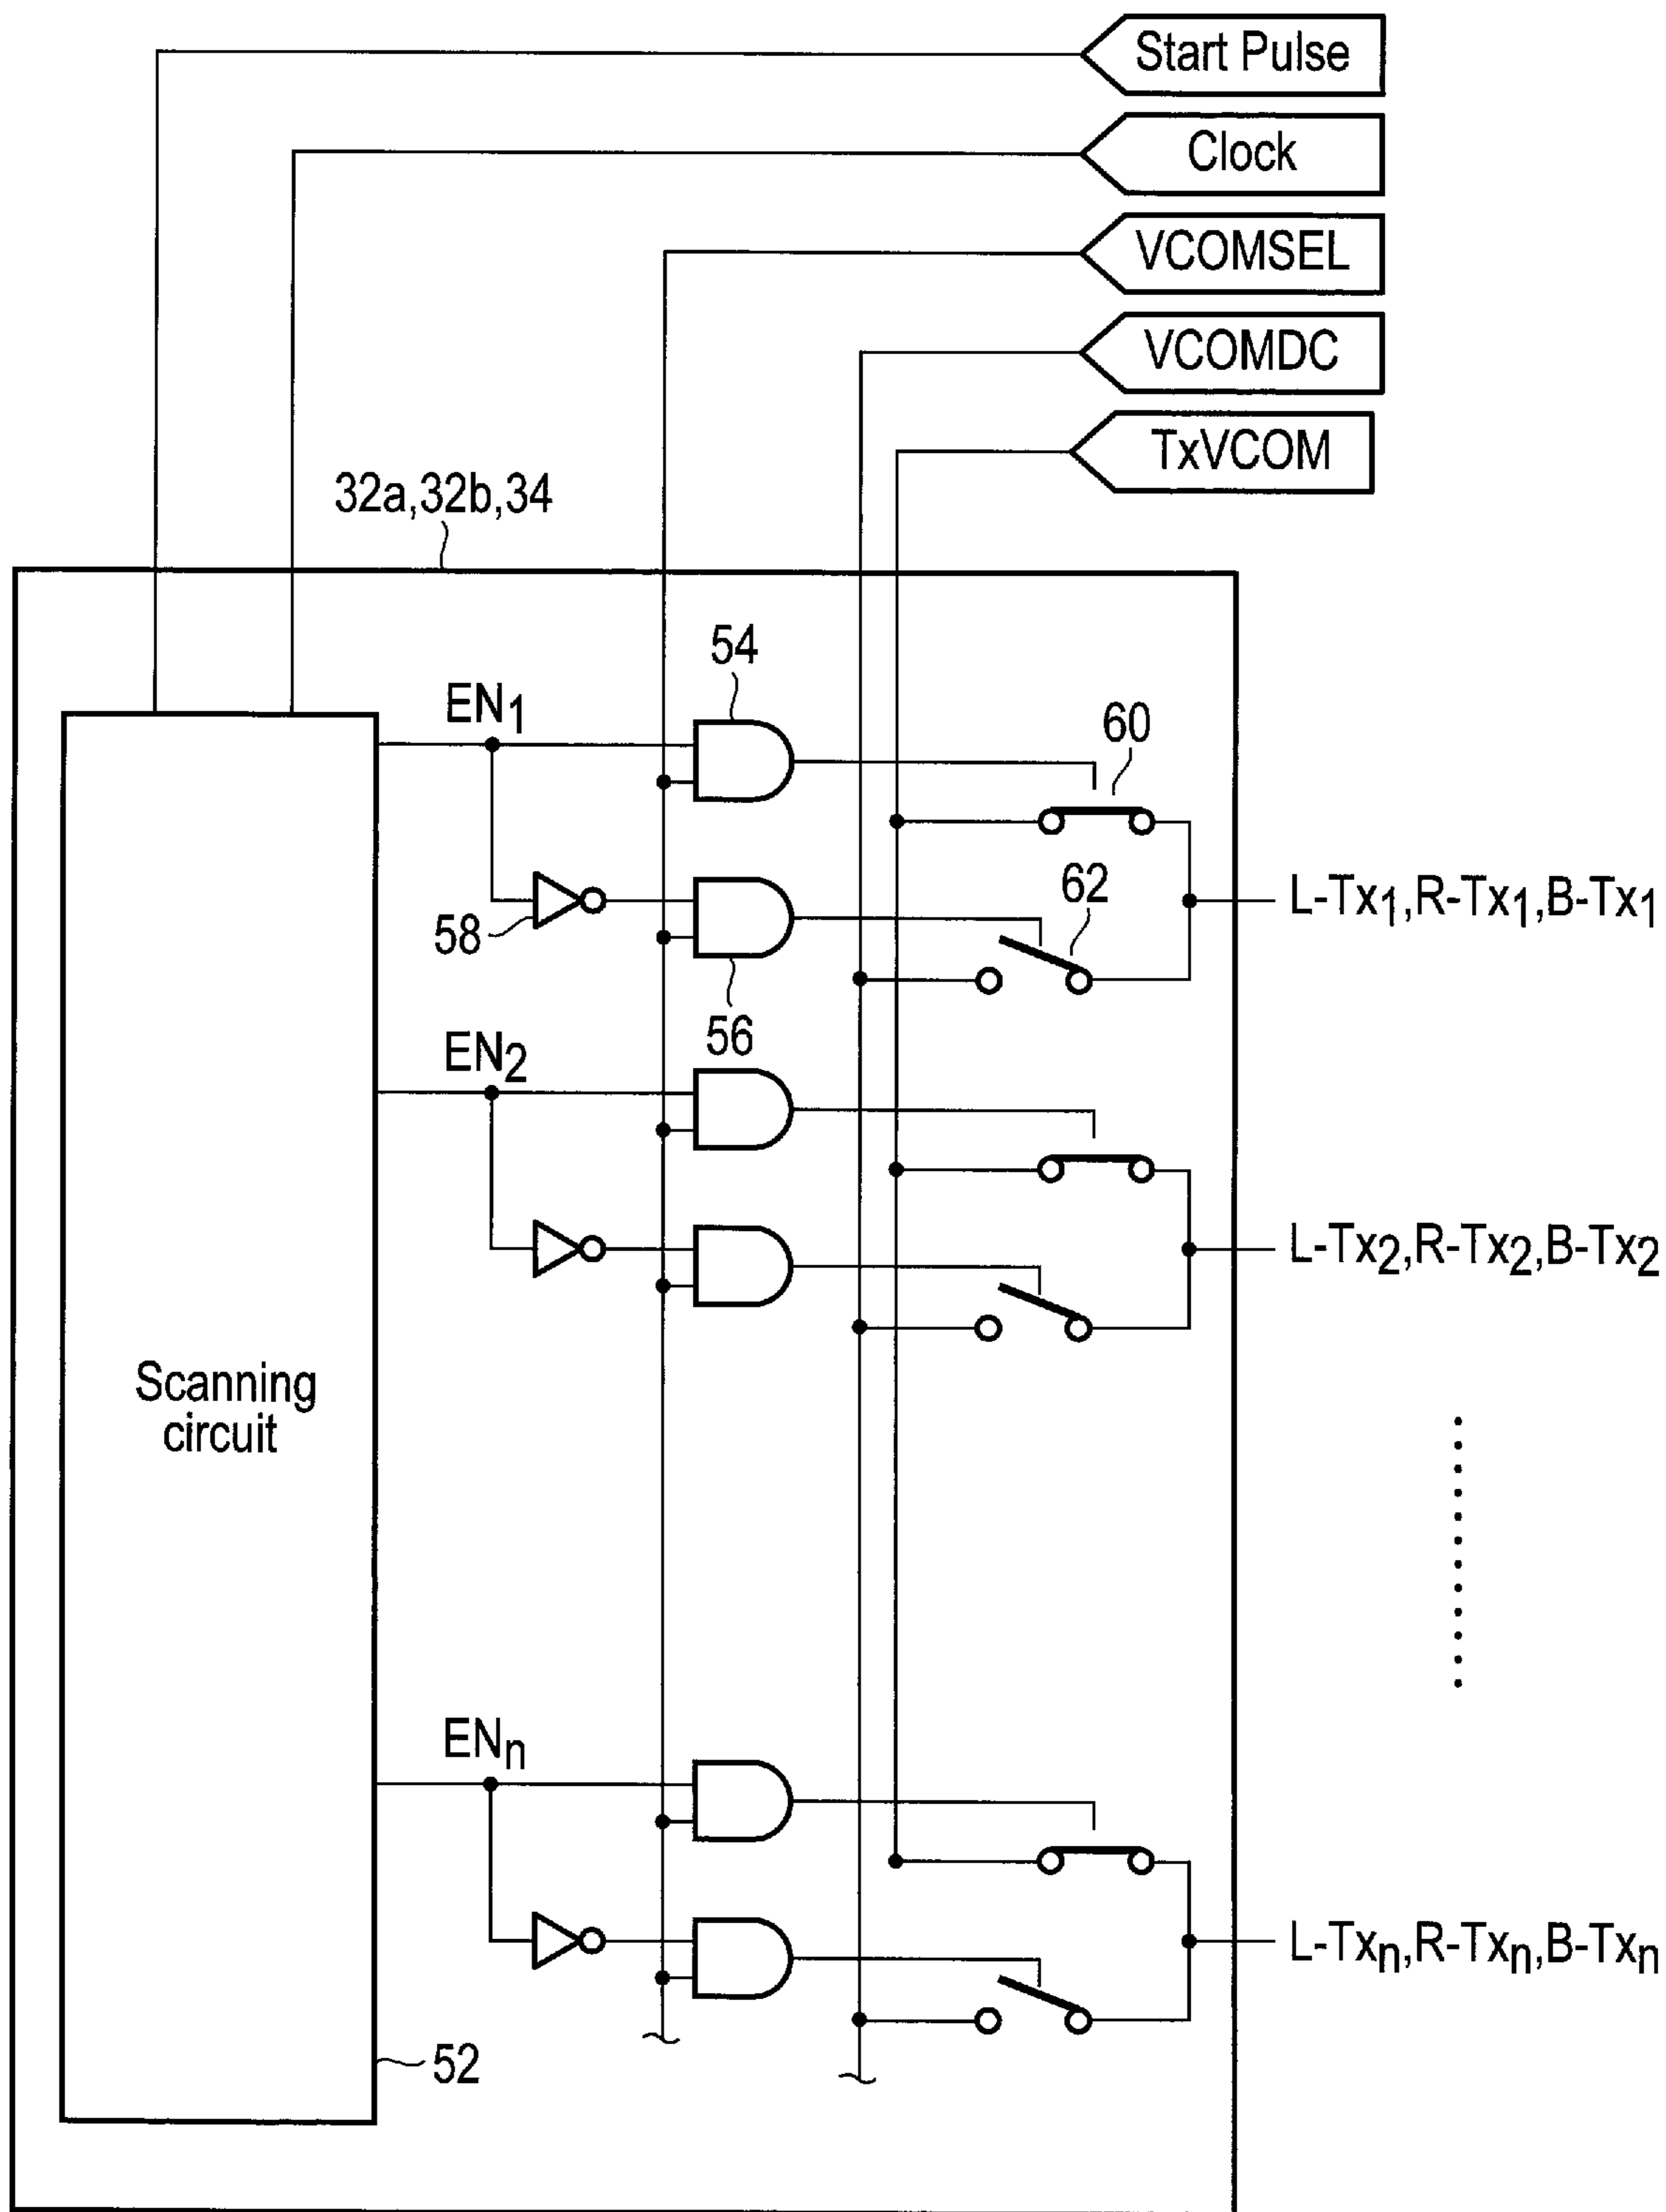 Start Pulse
Clock
VCOMSEL
VCOMDC
TxVCOM
32a,32b,34
54
EN1
60
62
L-Tx1,R-Tx1,B-Tx1
58
56
EN2
L-Tx2,R-Tx2,B-Tx2
Scanning
circuit
ENn
L-Txn,R-Txn,B-Txn
52